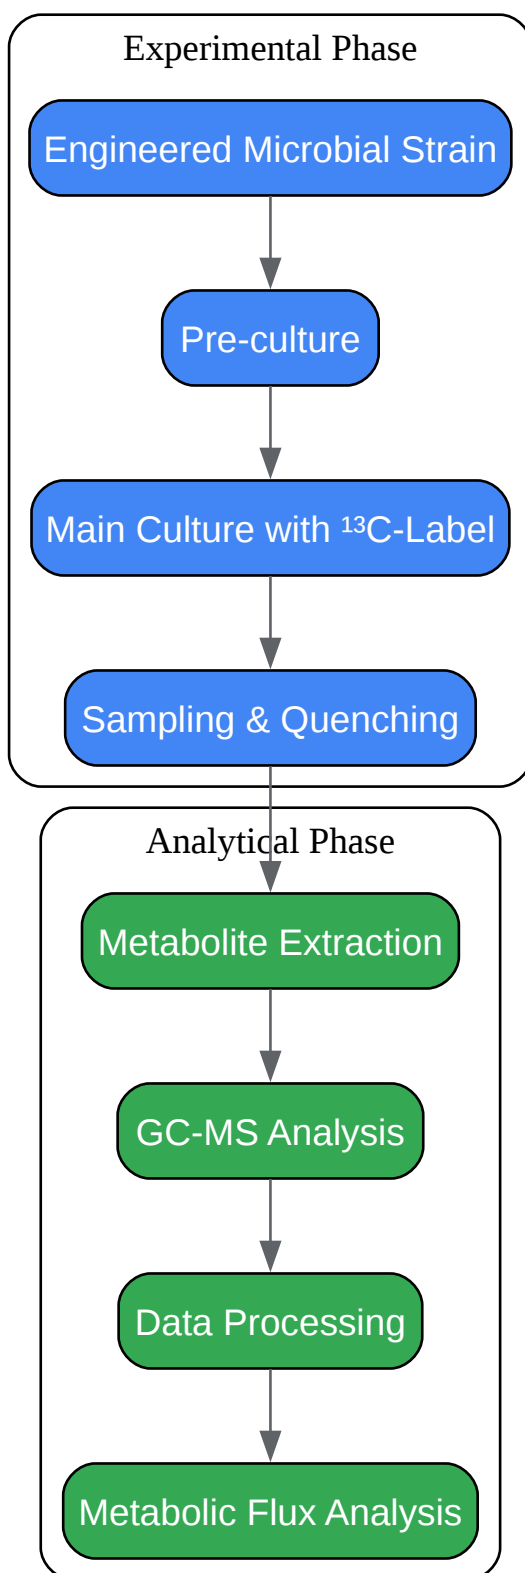 Experimental Phase
Engineered Microbial Strain
Pre-culture
Main Culture with ¹³C-Label
Sampling & Quenching
Analytical Phase
Metabolite Extraction
GC-MS Analysis
Data Processing
Metabolic Flux Analysis